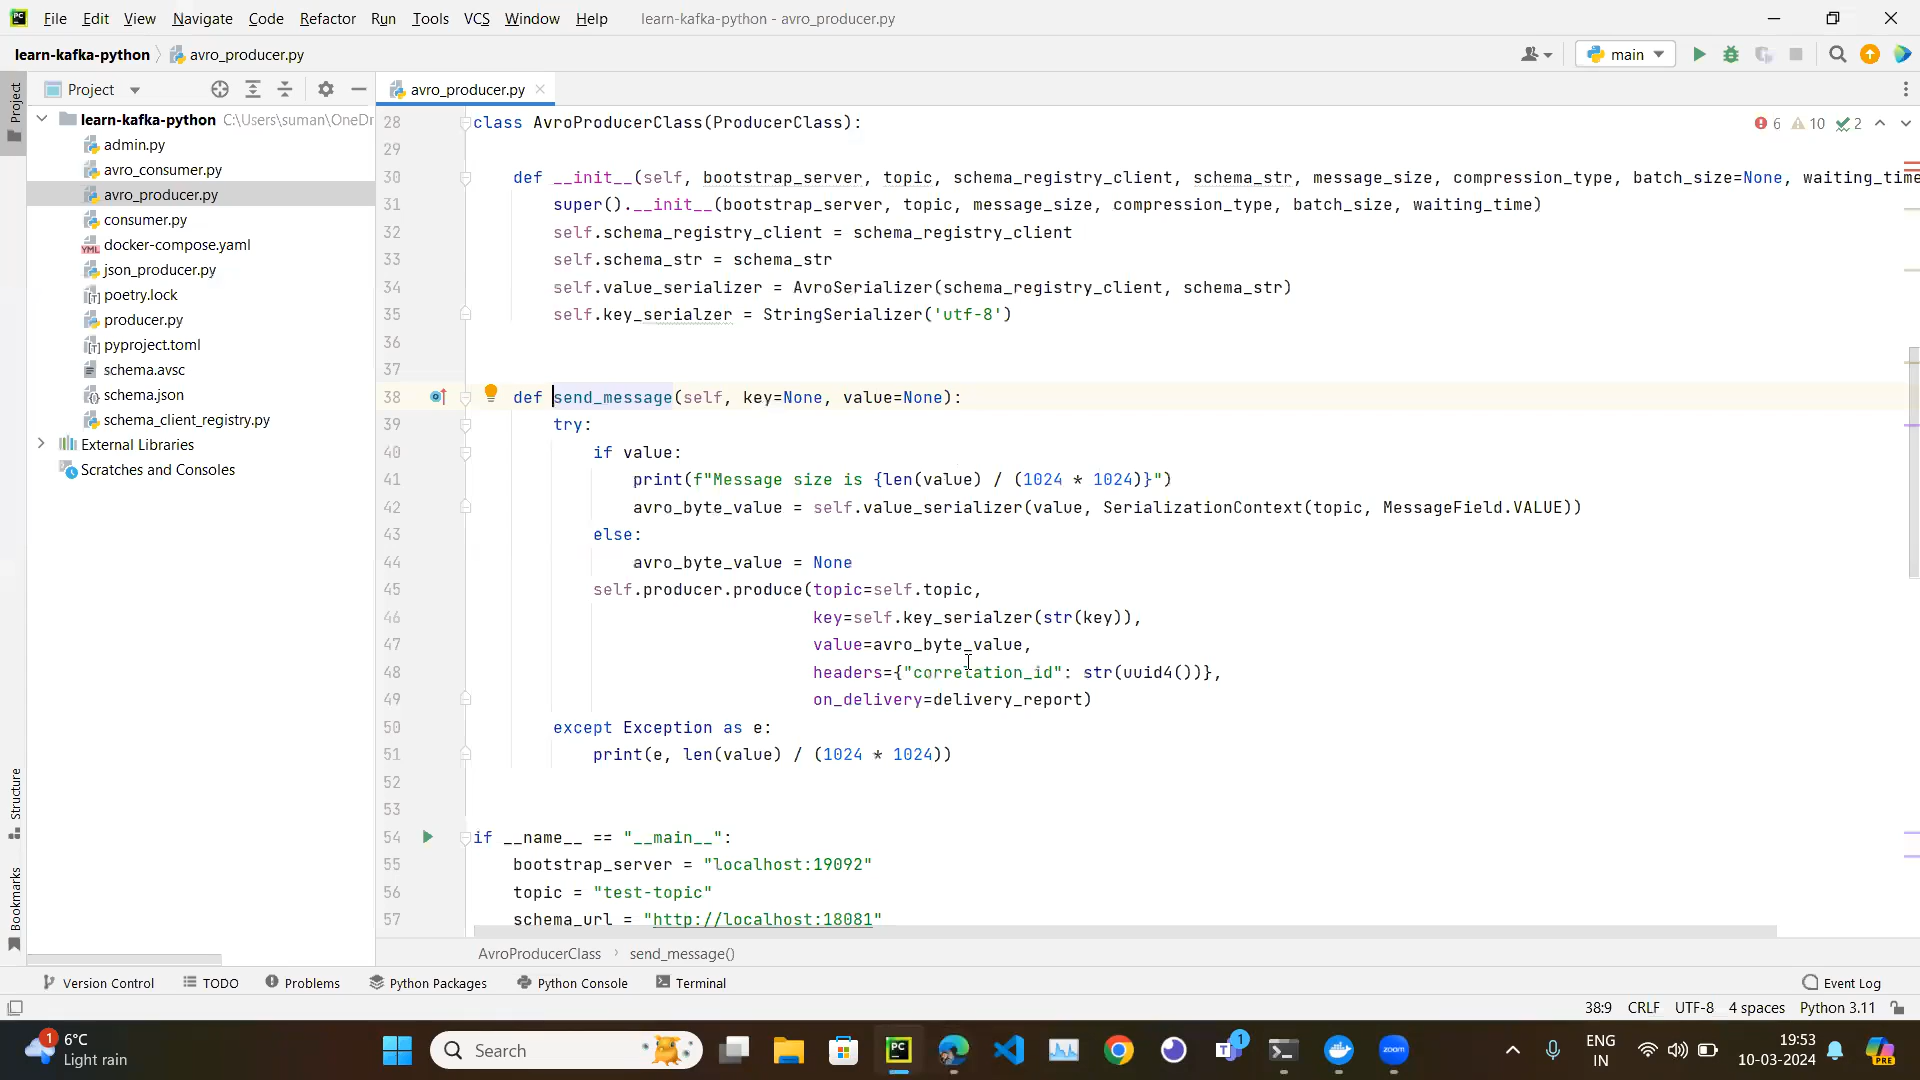 File Edit View Navigate Code Refactor Run Tools VCS Window Help learn-kafka-python - avro_producer.py
learn-kafka-python avro_producer.py main
Project avro_producer.py
learn-kafka-python C:\Users\suman\OneDr
admin.py
avro_consumer.py
avro_producer.py
consumer.py
docker-compose.yaml
json_producer.py
poetry.lock
producer.py
pyproject.toml
schema.avsc
schema.json
schema_client_registry.py
External Libraries
Scratches and Consoles
Project
Structure
Bookmarks
6 10 2
28 class AvroProducerClass(ProducerClass):
29
30 def __init__(self, bootstrap_server, topic, schema_registry_client, schema_str, message_size, compression_type, batch_size=None, waiting_time
31 super().__init__(bootstrap_server, topic, message_size, compression_type, batch_size, waiting_time)
32 self.schema_registry_client = schema_registry_client
33 self.schema_str = schema_str
34 self.value_serializer = AvroSerializer(schema_registry_client, schema_str)
35 self.key_serialzer = StringSerializer('utf-8')
36
37
38 def send_message(self, key=None, value=None):
39 try:
40 if value:
41 print(f"Message size is {len(value) / (1024 * 1024)}")
42 avro_byte_value = self.value_serializer(value, SerializationContext(topic, MessageField.VALUE))
43 else:
44 avro_byte_value = None
45 self.producer.produce(topic=self.topic,
46 key=self.key_serialzer(str(key)),
47 value=avro_byte_value,
48 headers={"correlation_id": str(uuid4())},
49 on_delivery=delivery_report)
50 except Exception as e:
51 print(e, len(value) / (1024 * 1024))
52
53
54 if __name__ == "__main__":
55 bootstrap_server = "localhost:19092"
56 topic = "test-topic"
57 schema_url = "http://localhost:18081"
AvroProducerClass send_message()
Version Control TODO Problems Python Packages Python Console Terminal Event Log
38:9 CRLF UTF-8 4 spaces Python 3.11
1 6°C
Light rain
Search
PC
1
zoom
ENG
IN
19:53
10-03-2024
PRE